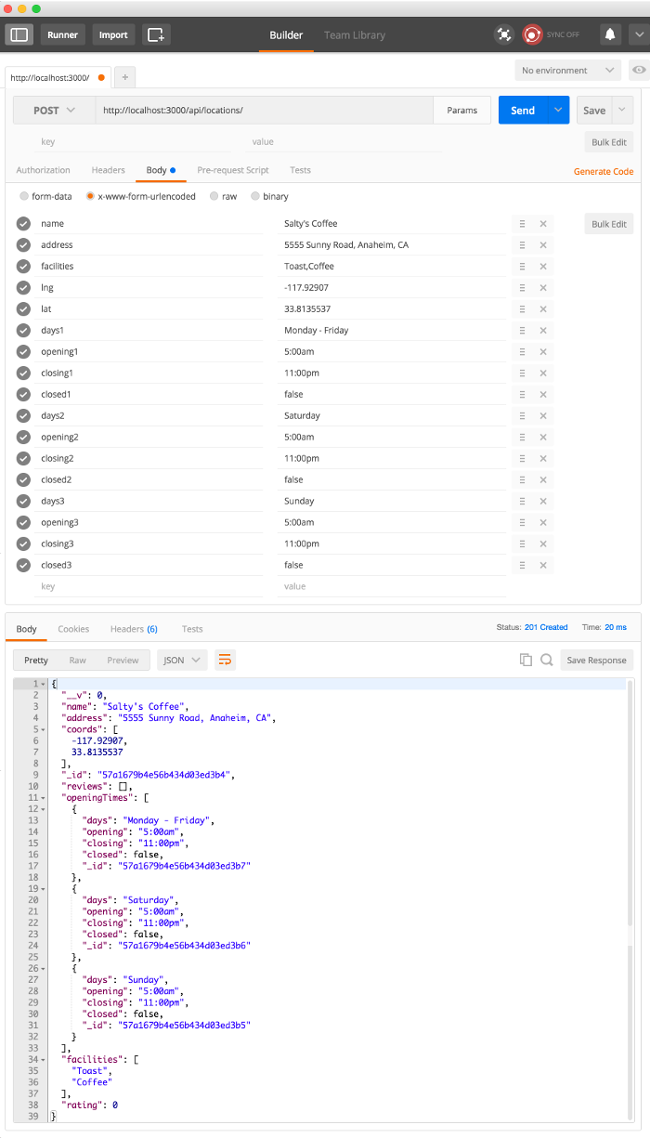 Runner Import Builder Team Library SYNC OFF
http://localhost:3000/ + No environment
POST http://localhost:3000/api/locations/ Params Send Save
key value Bulk Edit
Authorization Headers Body Pre-request Script Tests Generate Code
form-data x-www-form-urlencoded raw binary
name Salty's Coffee Bulk Edit
address 5555 Sunny Road, Anaheim, CA
facilities Toast,Coffee
lng -117.92907
lat 33.8135537
days1 Monday - Friday
opening1 5:00am
closing1 11:00pm
closed1 false
days2 Saturday
opening2 5:00am
closing2 11:00pm
closed2 false
days3 Sunday
opening3 5:00am
closing3 11:00pm
closed3 false
key value
Body Cookies Headers (6) Tests Status: 201 Created Time: 20 ms
Pretty Raw Preview JSON Save Response
1 {
2 "__v": 0,
3 "name": "Salty's Coffee",
4 "address": "5555 Sunny Road, Anaheim, CA",
5 "coords": [
6 -117.92907,
7 33.8135537
8 ],
9 "_id": "57a1679b4e56b434d03ed3b4",
10 "reviews": [],
11 "openingTimes": [
12 {
13 "days": "Monday - Friday",
14 "opening": "5:00am",
15 "closing": "11:00pm",
16 "closed": false,
17 "_id": "57a1679b4e56b434d03ed3b7"
18 },
19 {
20 "days": "Saturday",
21 "opening": "5:00am",
22 "closing": "11:00pm",
23 "closed": false,
24 "_id": "57a1679b4e56b434d03ed3b6"
25 },
26 {
27 "days": "Sunday",
28 "opening": "5:00am",
29 "closing": "11:00pm",
30 "closed": false,
31 "_id": "57a1679b4e56b434d03ed3b5"
32 }
33 ],
34 "facilities": [
35 "Toast",
36 "Coffee"
37 ],
38 "rating": 0
39 }